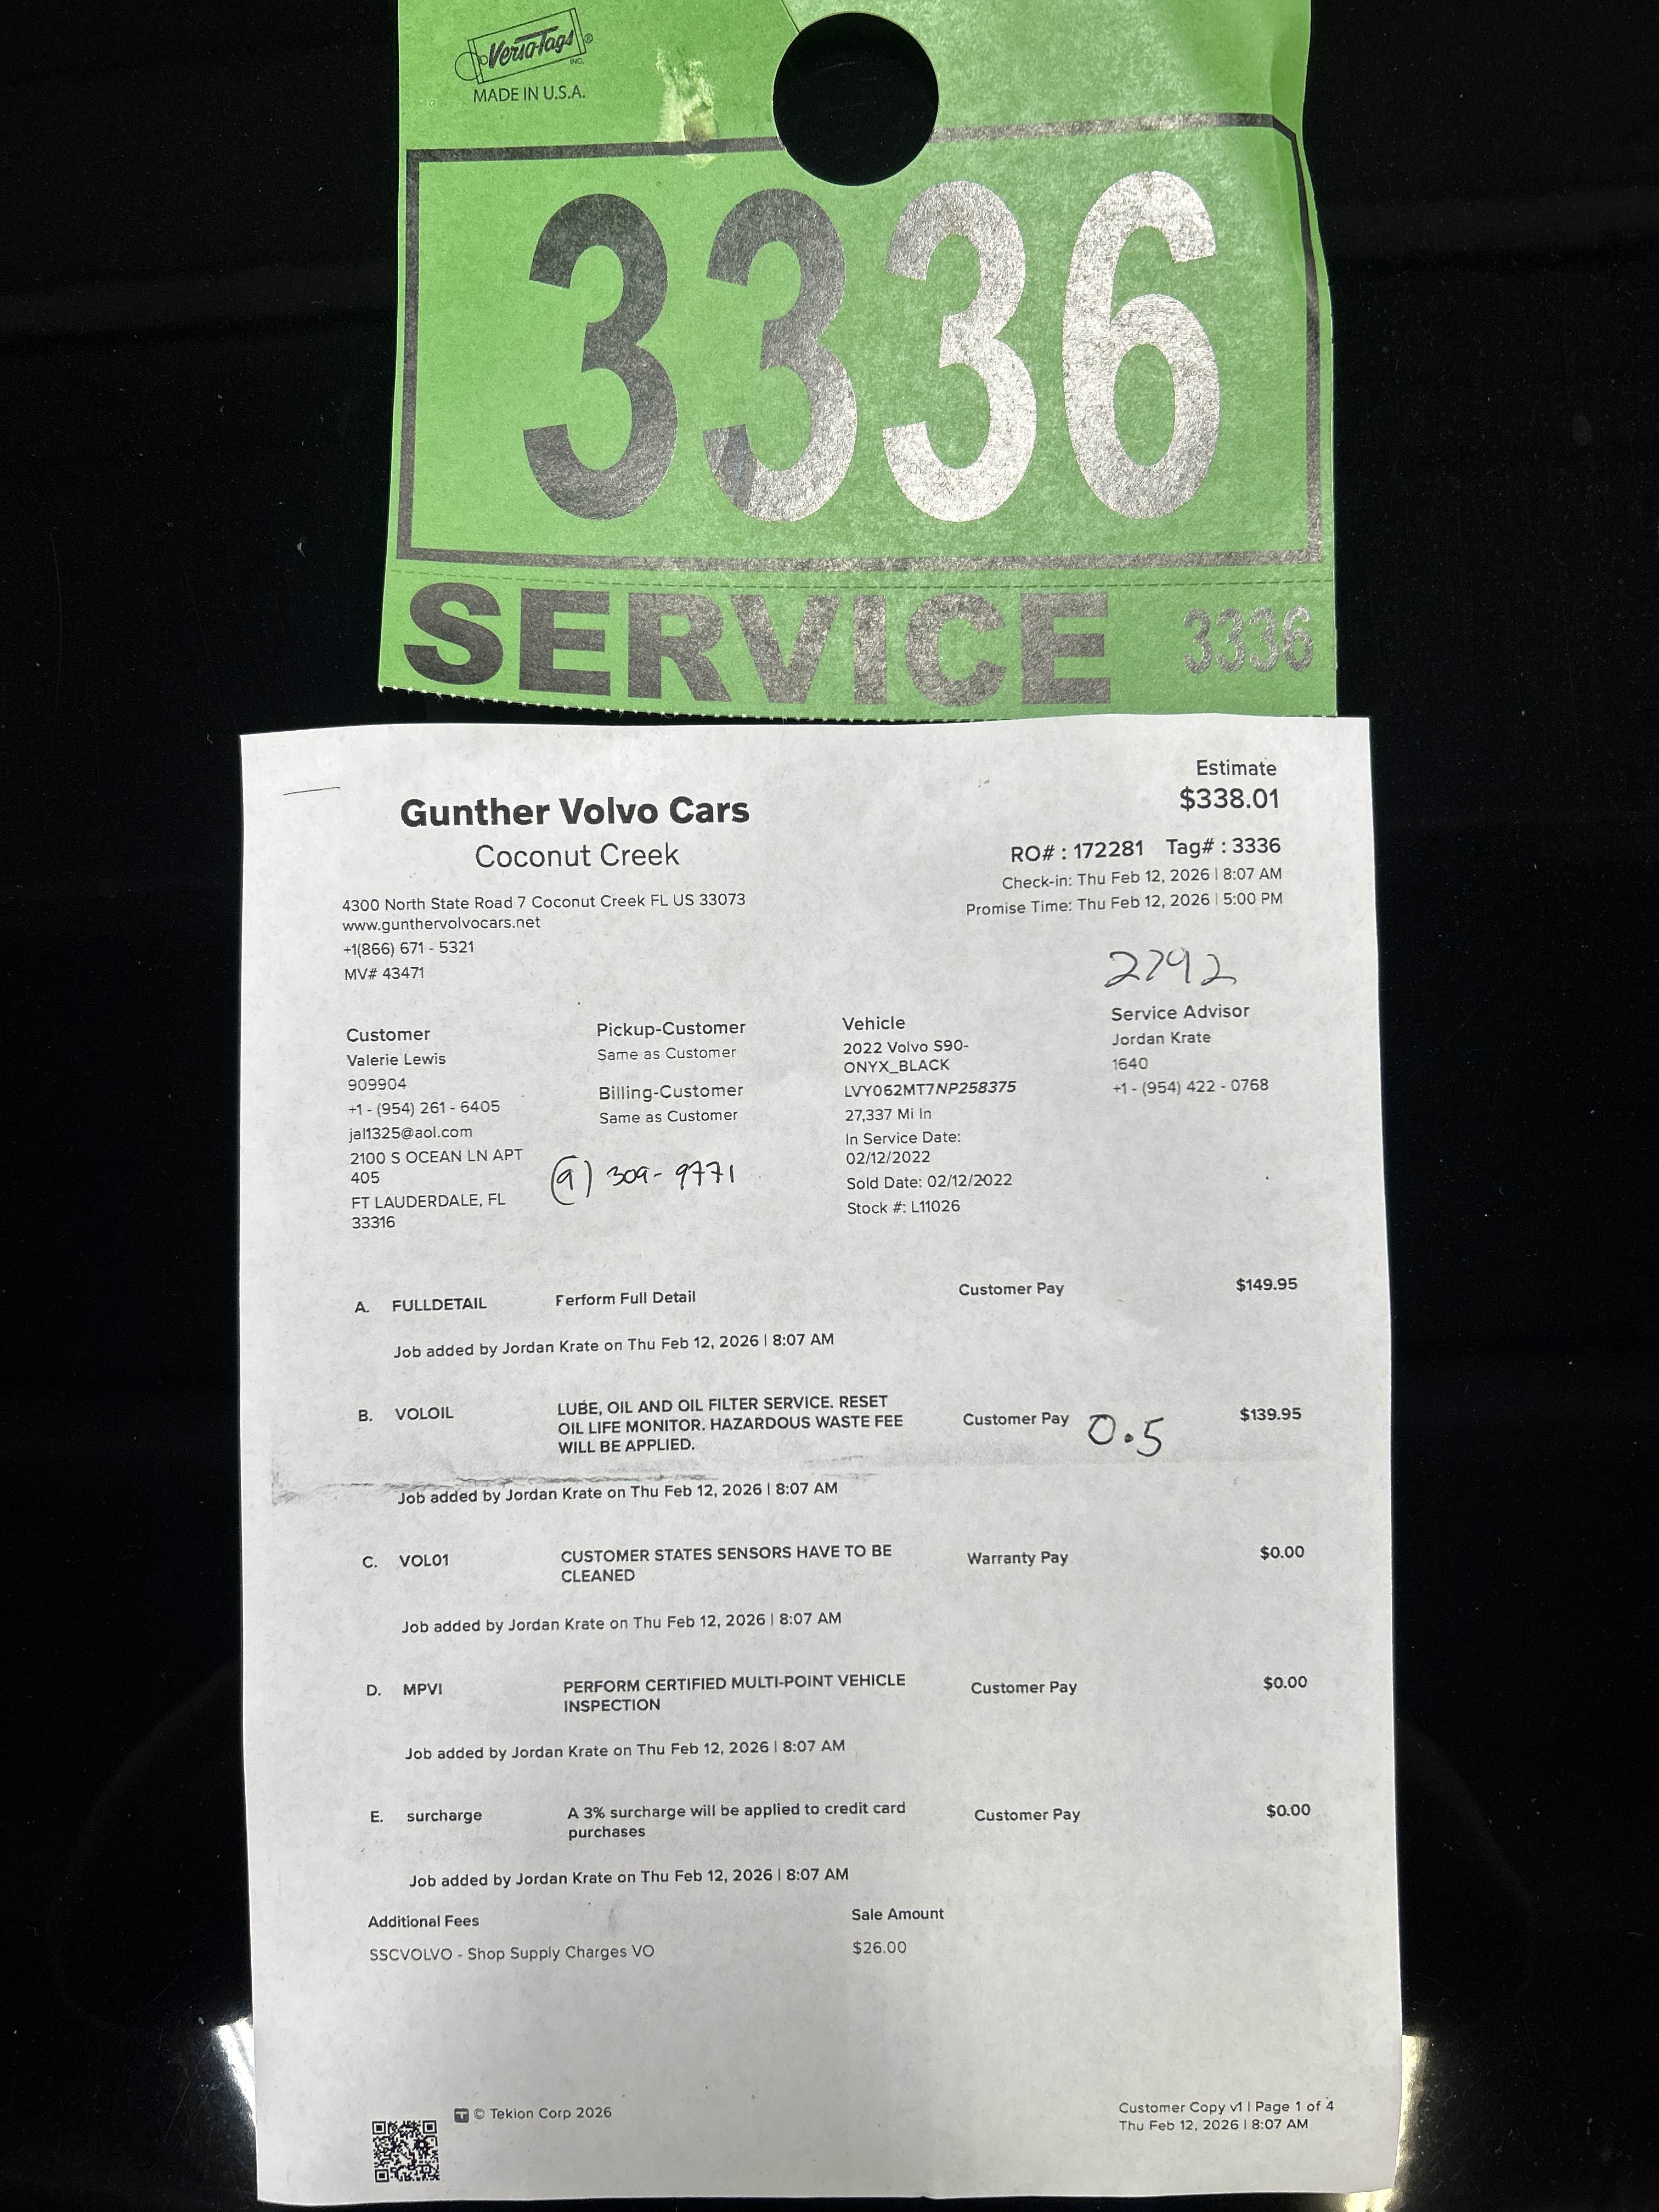 VersaTags® INC.
MADE IN U.S.A.
3336
SERVICE 3336
Estimate
$338.01
Gunther Volvo Cars
Coconut Creek
RO# : 172281 Tag# : 3336
Check-in: Thu Feb 12, 2026 | 8:07 AM
Promise Time: Thu Feb 12, 2026 | 5:00 PM
4300 North State Road 7 Coconut Creek FL US 33073
www.gunthervolvocars.net
+1(866) 671 - 5321
MV# 43471
2792
Customer
Valerie Lewis
909904
+1 - (954) 261 - 6405
jal1325@aol.com
2100 S OCEAN LN APT
405
FT LAUDERDALE, FL
33316
Pickup-Customer
Same as Customer
Billing-Customer
Same as Customer
(9) 309-9771
Vehicle
2022 Volvo S90-
ONYX_BLACK
LVY062MT7NP258375
27,337 Mi In
In Service Date:
02/12/2022
Sold Date: 02/12/2022
Stock #: L11026
Service Advisor
Jordan Krate
1640
+1 - (954) 422 - 0768
A. FULLDETAIL Ferform Full Detail Customer Pay $149.95
Job added by Jordan Krate on Thu Feb 12, 2026 | 8:07 AM
B. VOLOIL LUBE, OIL AND OIL FILTER SERVICE. RESET
OIL LIFE MONITOR. HAZARDOUS WASTE FEE
WILL BE APPLIED.
Customer Pay 0.5 $139.95
Job added by Jordan Krate on Thu Feb 12, 2026 | 8:07 AM
C. VOL01 CUSTOMER STATES SENSORS HAVE TO BE
CLEANED
Warranty Pay $0.00
Job added by Jordan Krate on Thu Feb 12, 2026 | 8:07 AM
D. MPVI PERFORM CERTIFIED MULTI-POINT VEHICLE
INSPECTION
Customer Pay $0.00
Job added by Jordan Krate on Thu Feb 12, 2026 | 8:07 AM
E. surcharge A 3% surcharge will be applied to credit card
purchases
Customer Pay $0.00
Job added by Jordan Krate on Thu Feb 12, 2026 | 8:07 AM
Additional Fees Sale Amount
SSCVOLVO - Shop Supply Charges VO $26.00
© Tekion Corp 2026
Customer Copy v1 | Page 1 of 4
Thu Feb 12, 2026 | 8:07 AM